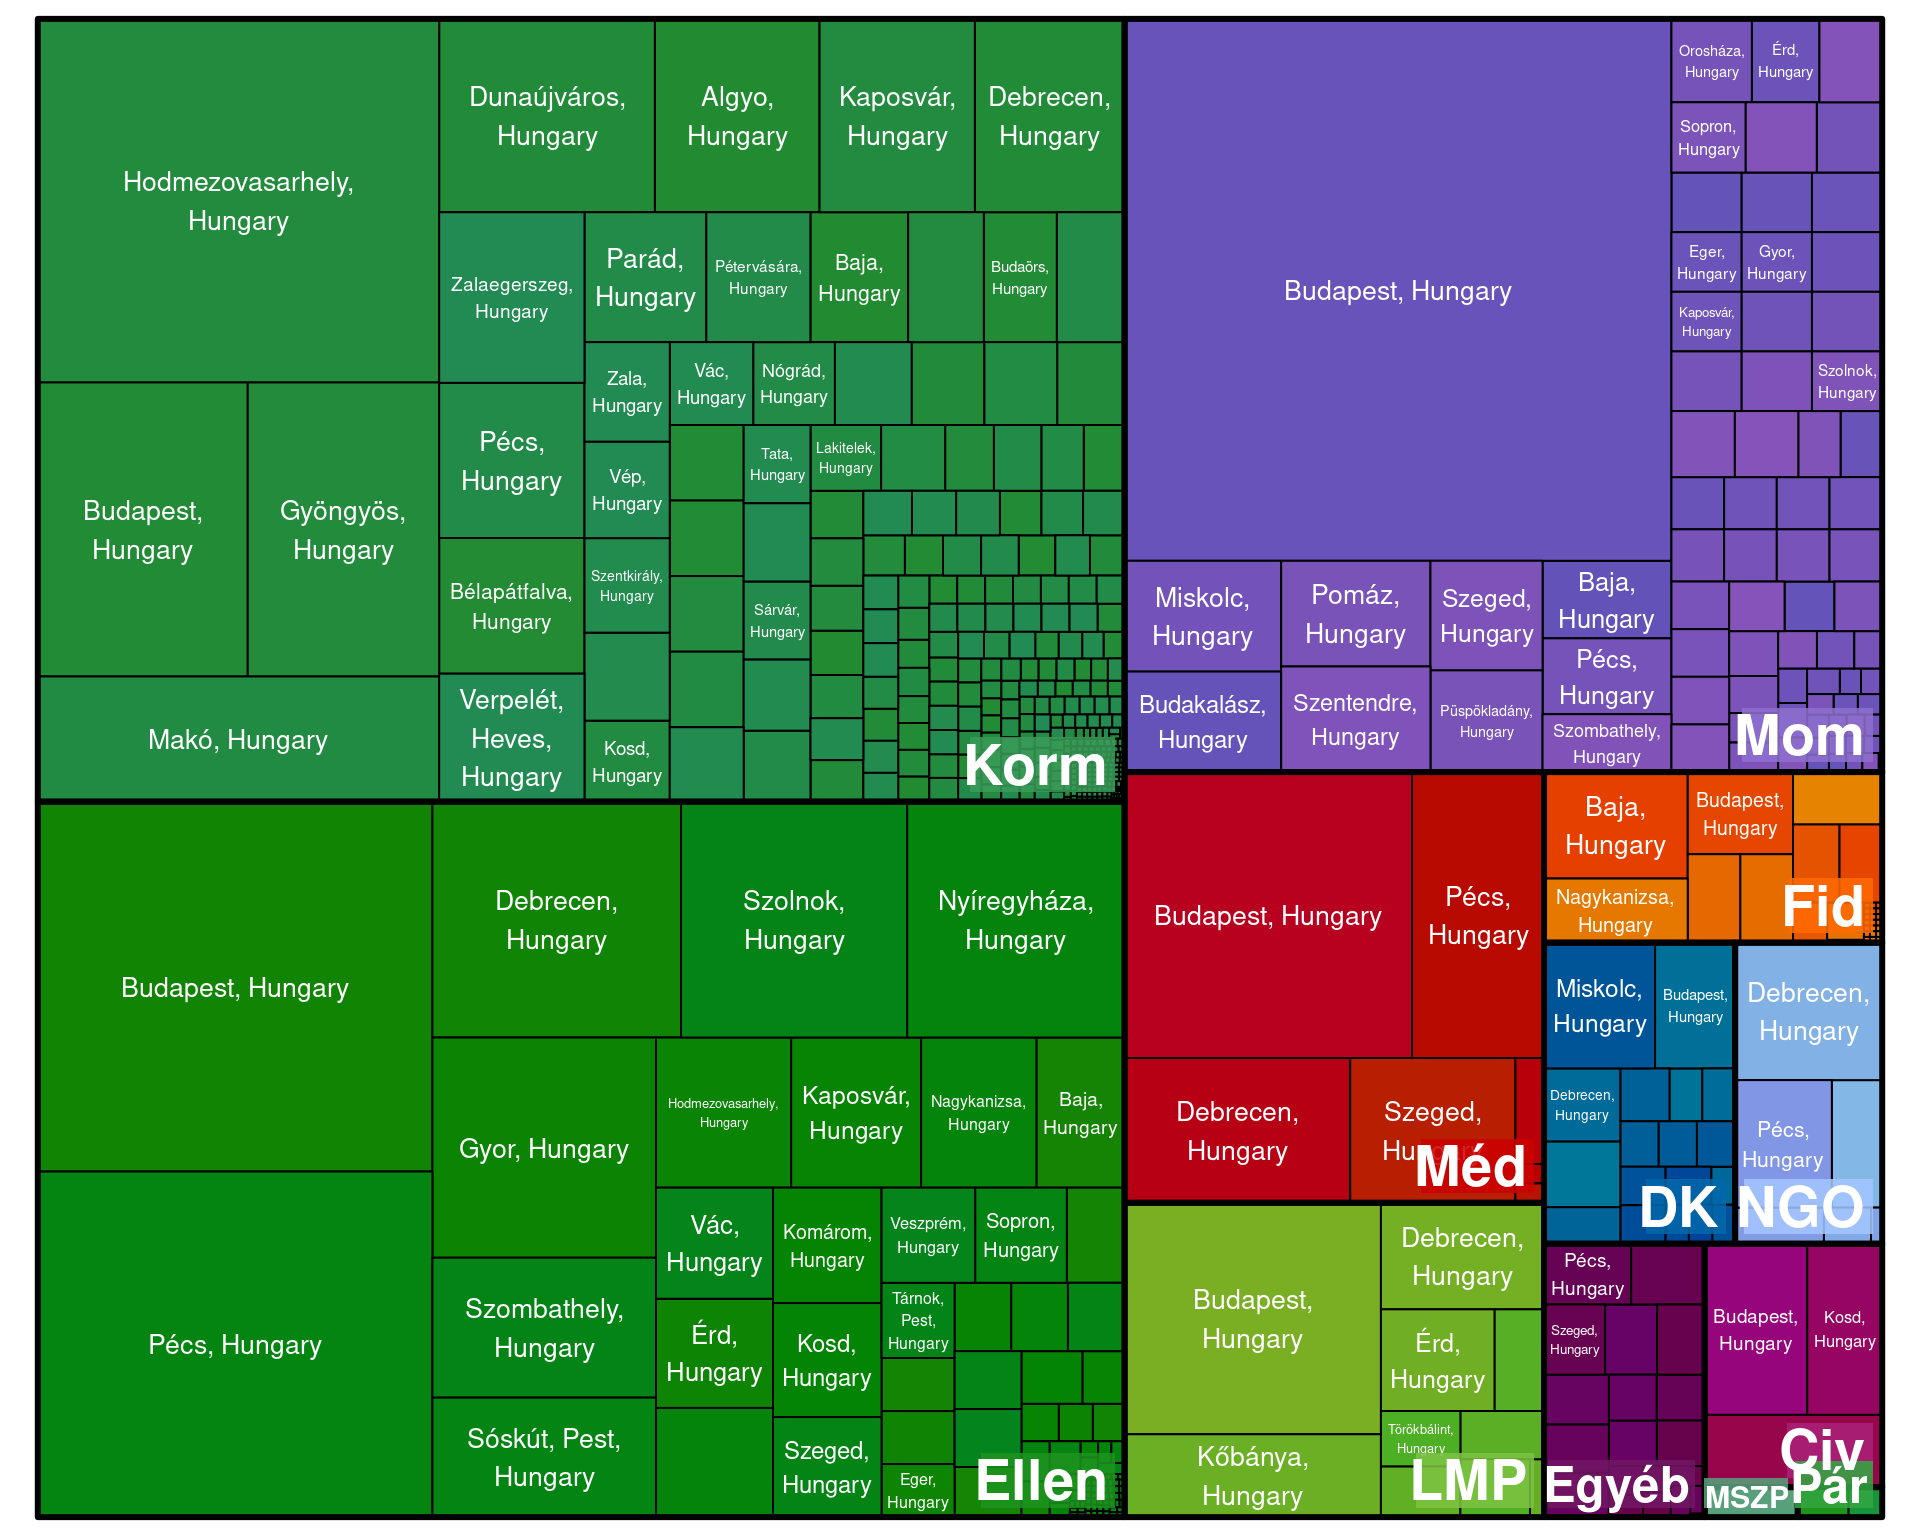 Hodmezovasarhely,
Hungary
Dunaújváros,
Hungary
Algyo,
Hungary
Kaposvár,
Hungary
Debrecen,
Hungary
Zalaegerszeg,
Hungary
Parád,
Hungary
Pétervására,
Hungary
Baja,
Hungary
Budaörs,
Hungary
Budapest,
Hungary
Gyöngyös,
Hungary
Pécs,
Hungary
Zala,
Hungary
Vác,
Hungary
Nógrád,
Hungary
Vép,
Hungary
Tata,
Hungary
Lakitelek,
Hungary
Bélapátfalva,
Hungary
Szentkirály,
Hungary
Sárvár,
Hungary
Makó, Hungary
Verpelét,
Heves,
Hungary
Kosd,
Hungary
Korm
Budapest, Hungary
Orosháza,
Hungary
Érd,
Hungary
Sopron,
Hungary
Eger,
Hungary
Gyor,
Hungary
Kaposvár,
Hungary
Szolnok,
Hungary
Miskolc,
Hungary
Pomáz,
Hungary
Szeged,
Hungary
Baja,
Hungary
Pécs,
Hungary
Budakalász,
Hungary
Szentendre,
Hungary
Püspökladány,
Hungary
Szombathely,
Hungary
Mom
Budapest, Hungary
Debrecen,
Hungary
Szolnok,
Hungary
Nyíregyháza,
Hungary
Pécs, Hungary
Gyor, Hungary
Hodmezovasarhely,
Hungary
Kaposvár,
Hungary
Nagykanizsa,
Hungary
Baja,
Hungary
Szombathely,
Hungary
Vác,
Hungary
Komárom,
Hungary
Veszprém,
Hungary
Sopron,
Hungary
Érd,
Hungary
Kosd,
Hungary
Tárnok,
Pest,
Hungary
Sóskút, Pest,
Hungary
Szeged,
Hungary
Eger,
Hungary
Ellen
Budapest, Hungary
Pécs,
Hungary
Debrecen,
Hungary
Szeged,
Hungary
Méd
Baja,
Hungary
Budapest,
Hungary
Nagykanizsa,
Hungary
Fid
Miskolc,
Hungary
Budapest,
Hungary
Debrecen,
Hungary
DK
Debrecen,
Hungary
Pécs,
Hungary
NGO
Budapest,
Hungary
Debrecen,
Hungary
Érd,
Hungary
Törökbálint,
Hungary
Kőbánya,
Hungary
LMP
Pécs,
Hungary
Szeged,
Hungary
Egyéb
Budapest,
Hungary
Kosd,
Hungary
Civ
MSZP
Pár